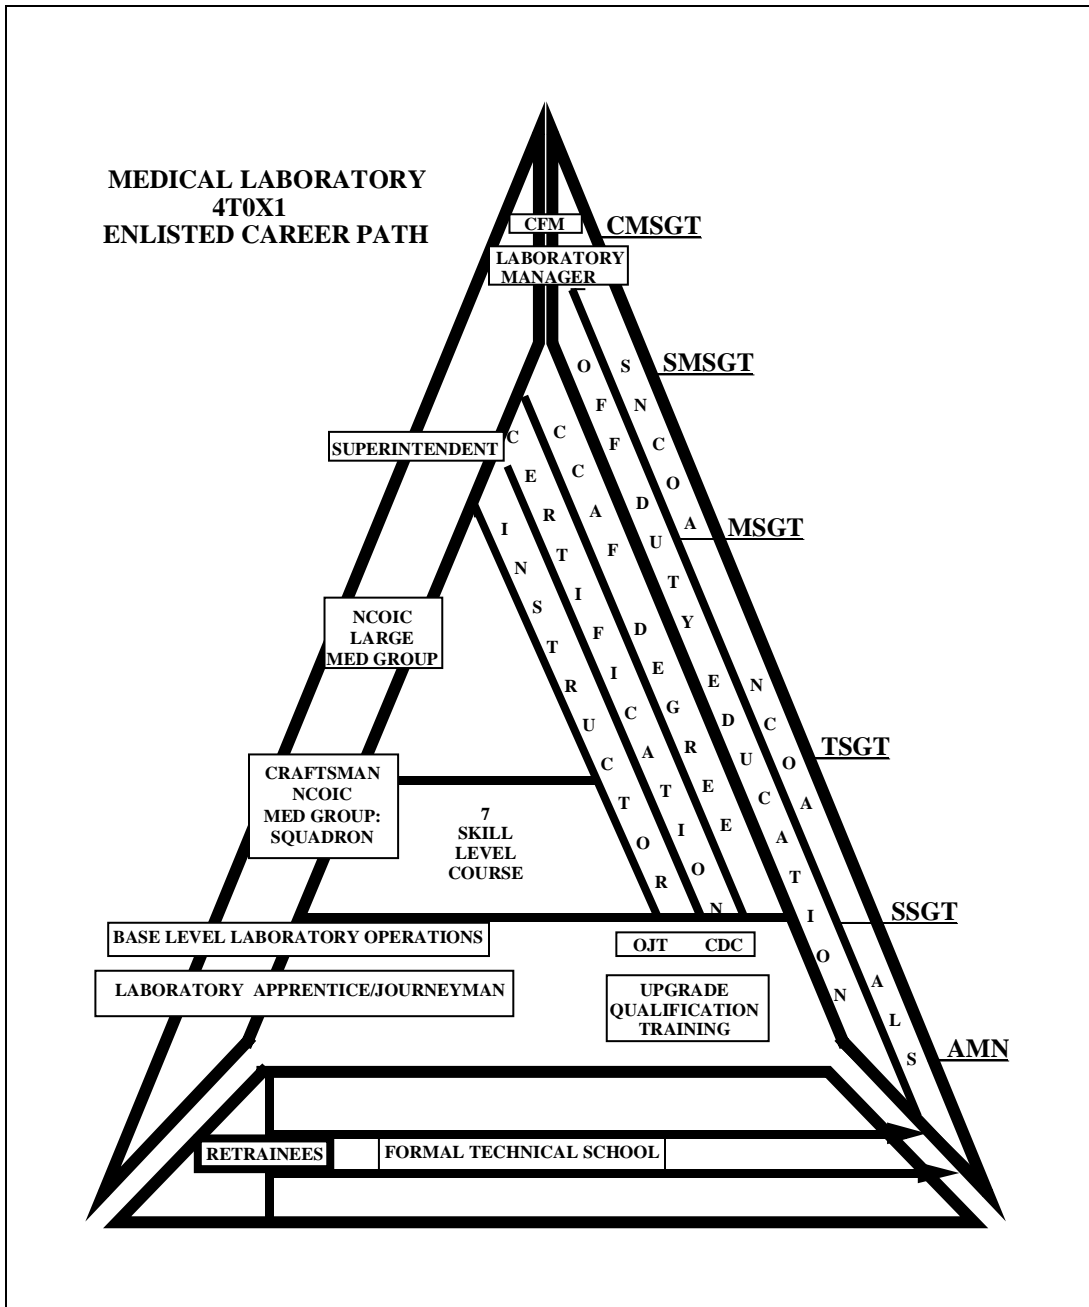 MEDICAL LABORATORY
4T0X1
ENLISTED CAREER PATH
CFM
CMSGT
LABORATORY
MANAGER
SMSGT
SUPERINTENDENT
MSGT
NCOIC
LARGE
MED GROUP
TSGT
CRAFTSMAN
NCOIC
MED GROUP:
SQUADRON
7
SKILL
LEVEL
COURSE
INSTRUCTOR
CERTIFICATION
CCAF DEGREE
OFF DUTY EDUCATION
SNCOA
NCOA
ALS
SSGT
BASE LEVEL LABORATORY OPERATIONS
OJT CDC
LABORATORY APPRENTICE/JOURNEYMAN
UPGRADE
QUALIFICATION
TRAINING
AMN
RETRAINEES
FORMAL TECHNICAL SCHOOL